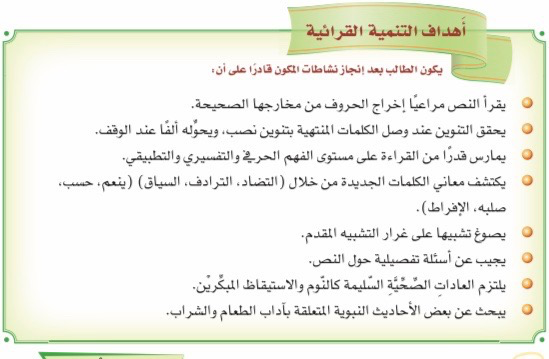 أهداف التنمية القرائية
يكون الطالب بعد إنجاز نشاطات المكون قادرًا على أن:
يقرأ النص مراعيًا إخراج الحروف من مخارجها الصحيحة.
يحقق التنوين عند وصل الكلمات المنتهية بتنوين نصب، ويحوِّله ألفًا عند الوقف.
يمارس قدرًا من القراءة على مستوى الفهم الحرفي والتفسيري والتطبيقي.
يكتشف معاني الكلمات الجديدة من خلال (التضاد، الترادف، السياق) (ينعم، حسب،
صلبه، الإفراط).
يصوغ تشبيها على غرار التشبيه المقدم.
يجيب عن أسئلة تفصيلية حول النص.
يلتزم العاداتِ الصِّحِّيَّةِ السّليمة كالنّوم والاستيقاظ المبكِّريْن.
يبحث عن بعض الأحاديث النبوية المتعلقة بآداب الطعام والشراب.